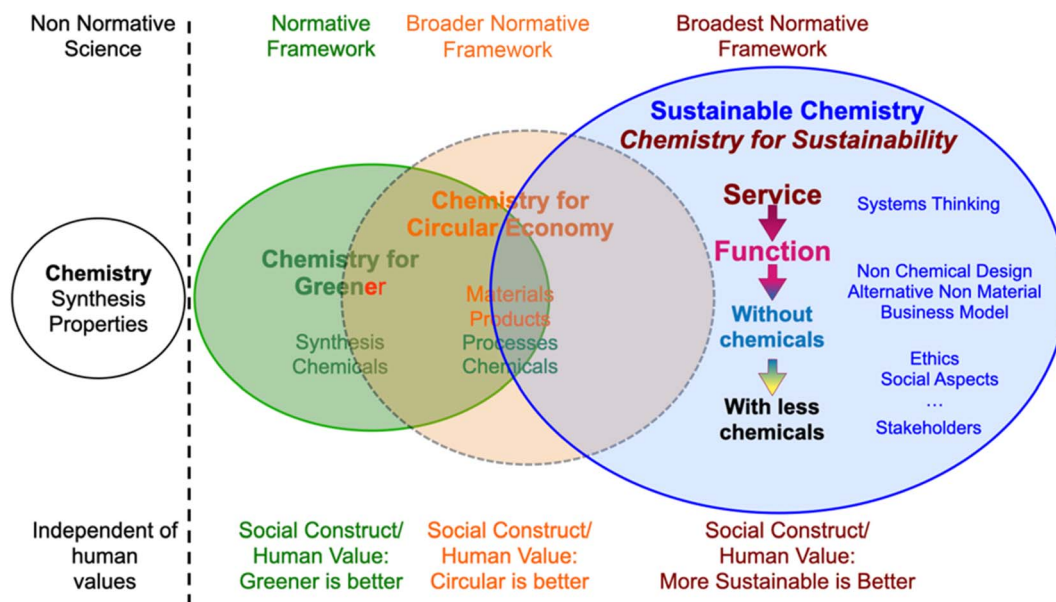 Non Normative
Science
Normative
Framework
Broader Normative
Framework
Broadest Normative
Framework
Chemistry
Synthesis
Properties
Chemistry for
Greener
Synthesis
Chemicals
Chemistry for
Circular Economy
Materials
Products
Processes
Chemicals
Sustainable Chemistry
Chemistry for Sustainability
Service
Function
Without
chemicals
With less
chemicals
Systems Thinking
Non Chemical Design
Alternative Non Material
Business Model
Ethics
Social Aspects
...
Stakeholders
Independent of
human
values
Social Construct/
Human Value:
Greener is better
Social Construct/
Human Value:
Circular is better
Social Construct/
Human Value:
More Sustainable is Better